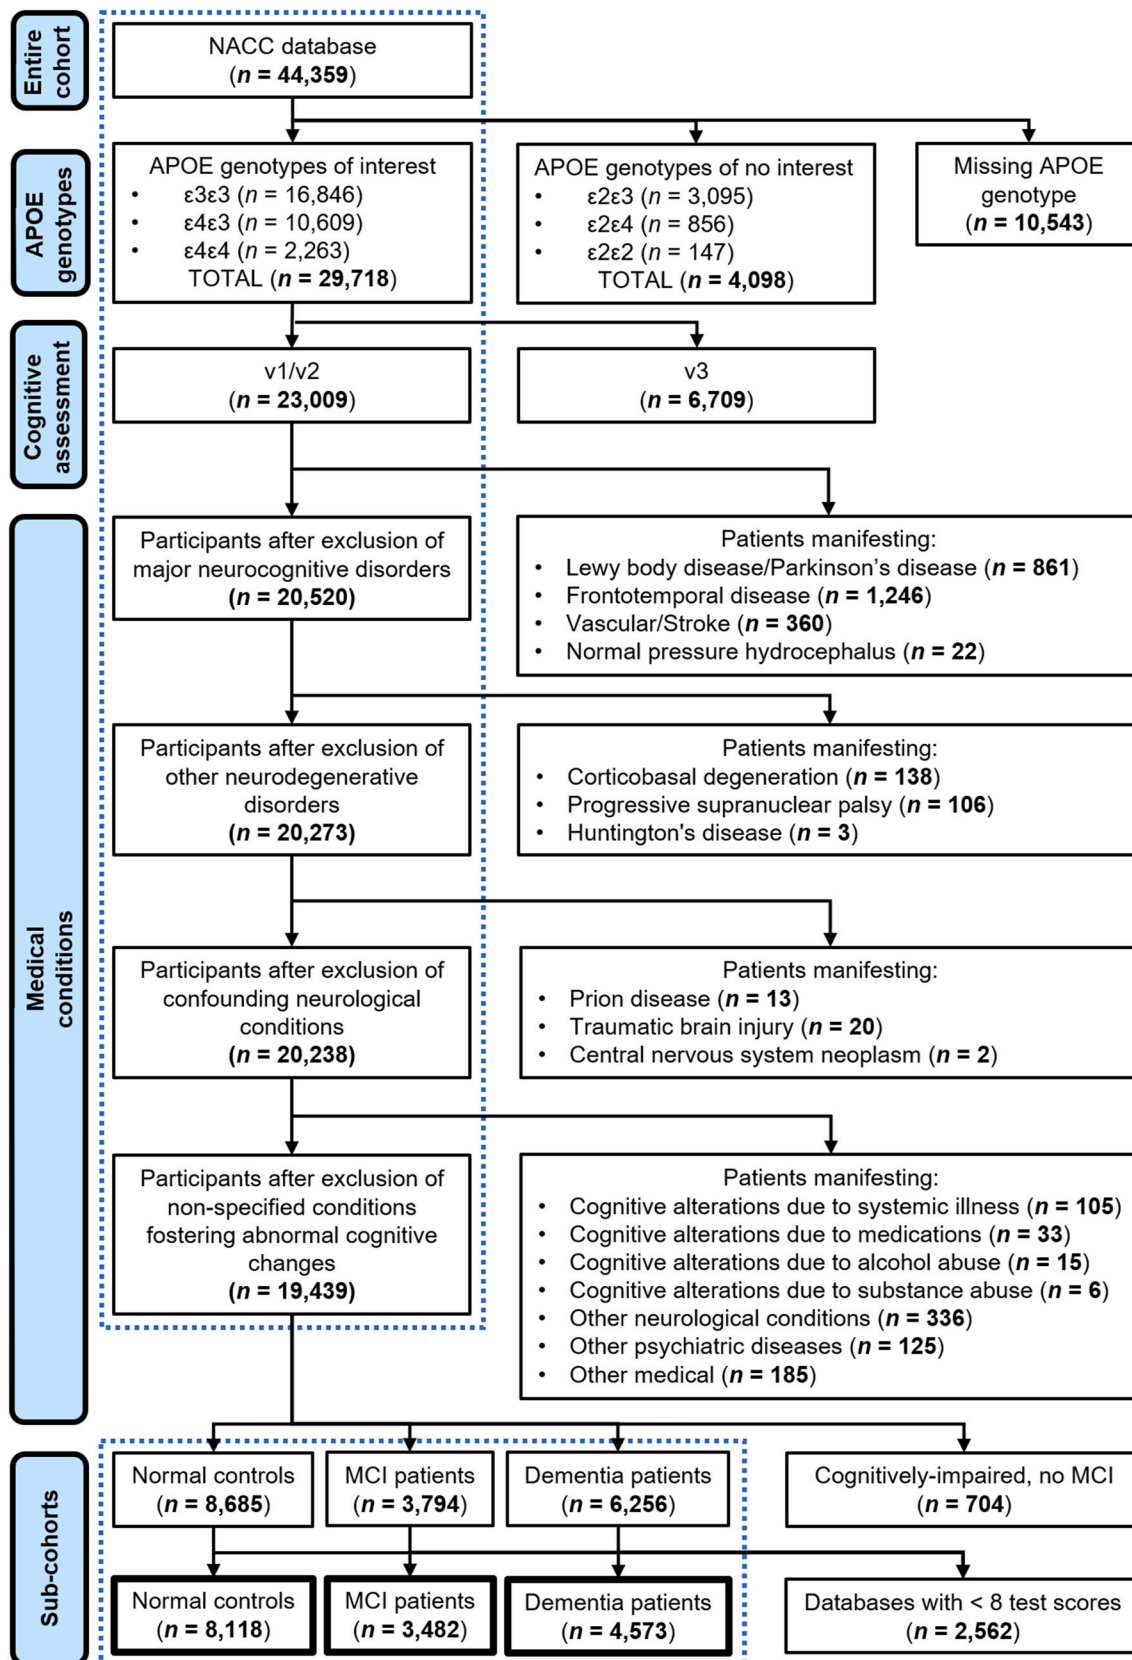 Entire
cohort
NACC database
(n = 44,359)
APOE
genotypes
APOE genotypes of interest
• ε3ε3 (n = 16,846)
• ε4ε3 (n = 10,609)
• ε4ε4 (n = 2,263)
TOTAL (n = 29,718)
APOE genotypes of no interest
• ε2ε3 (n = 3,095)
• ε2ε4 (n = 856)
• ε2ε2 (n = 147)
TOTAL (n = 4,098)
Missing APOE
genotype
(n = 10,543)
Cognitive
assessment
v1/v2
(n = 23,009)
v3
(n = 6,709)
Medical
conditions
Participants after exclusion of
major neurocognitive disorders
(n = 20,520)
Patients manifesting:
• Lewy body disease/Parkinson's disease (n = 861)
• Frontotemporal disease (n = 1,246)
• Vascular/Stroke (n = 360)
• Normal pressure hydrocephalus (n = 22)
Participants after exclusion of
other neurodegenerative
disorders
(n = 20,273)
Patients manifesting:
• Corticobasal degeneration (n = 138)
• Progressive supranuclear palsy (n = 106)
• Huntington's disease (n = 3)
Participants after exclusion of
confounding neurological
conditions
(n = 20,238)
Patients manifesting:
• Prion disease (n = 13)
• Traumatic brain injury (n = 20)
• Central nervous system neoplasm (n = 2)
Participants after exclusion of
non-specified conditions
fostering abnormal cognitive
changes
(n = 19,439)
Patients manifesting:
• Cognitive alterations due to systemic illness (n = 105)
• Cognitive alterations due to medications (n = 33)
• Cognitive alterations due to alcohol abuse (n = 15)
• Cognitive alterations due to substance abuse (n = 6)
• Other neurological conditions (n = 336)
• Other psychiatric diseases (n = 125)
• Other medical (n = 185)
Sub-cohorts
Normal controls
(n = 8,685)
MCI patients
(n = 3,794)
Dementia patients
(n = 6,256)
Cognitively-impaired, no MCI
(n = 704)
Normal controls
(n = 8,118)
MCI patients
(n = 3,482)
Dementia patients
(n = 4,573)
Databases with < 8 test scores
(n = 2,562)